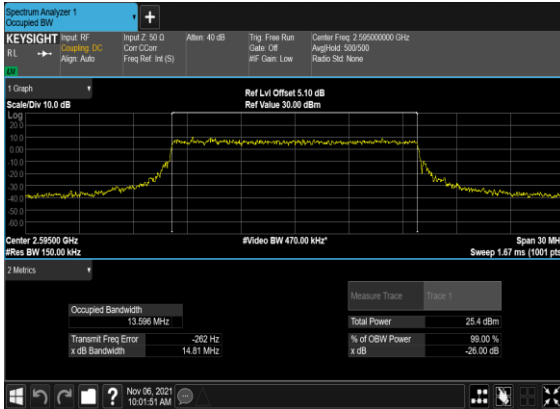 Spectrum Analyzer 1
Occupied BW
KEYSIGHT
RL
Input: RF
Coupling: DC
Align: Auto
Input Z: 50 Ω
Corr CCorr
Freq Ref: Int (S)
Atten: 40 dB
Trig: Free Run
Gate: Off
#IF Gain: Low
Center Freq: 2.595000000 GHz
Avg|Hold: 500/500
Radio Std: None
1 Graph
Scale/Div 10.0 dB
Ref Lvl Offset 5.10 dB
Ref Value 30.00 dBm
Log
20.0
10.0
0.00
-10.0
-20.0
-30.0
-40.0
-50.0
-60.0
Center 2.59500 GHz
#Res BW 150.00 kHz
#Video BW 470.00 kHz*
Span 30 MH
Sweep 1.67 ms (1001 pts
2 Metrics
Measure Trace Trace 1
Occupied Bandwidth
13.596 MHz
Total Power 25.4 dBm
Transmit Freq Error -262 Hz
% of OBW Power 99.00 %
x dB Bandwidth 14.81 MHz
x dB -26.00 dB
?
Nov 06, 2021
10:01:51 AM